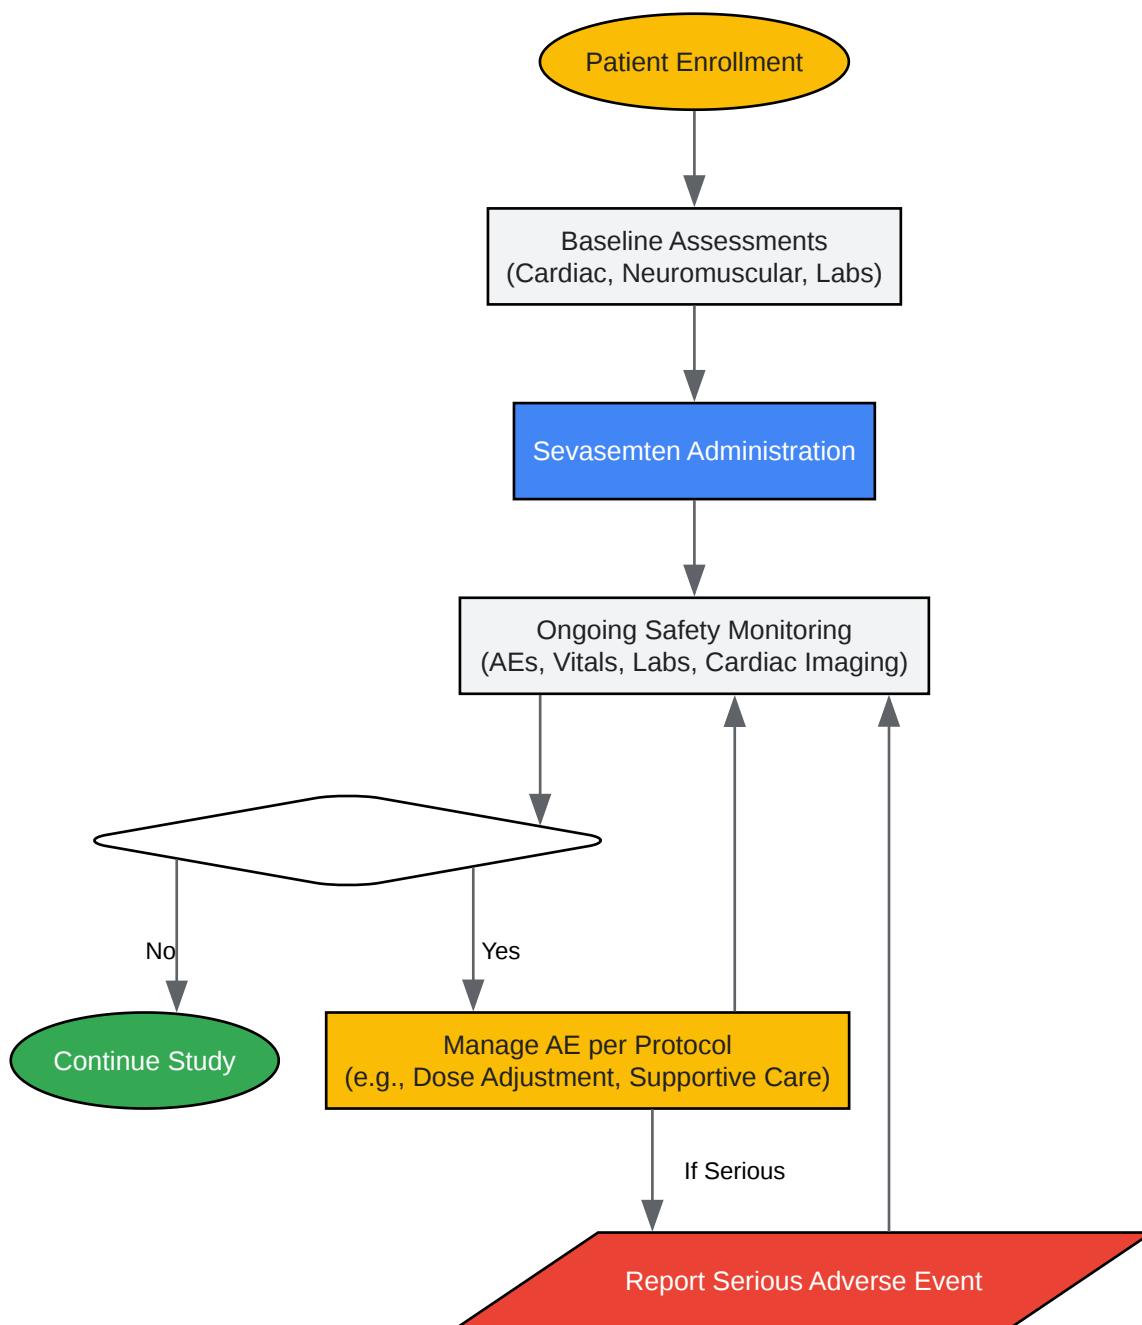 Patient Enrollment
Baseline Assessments
(Cardiac, Neuromuscular, Labs)
Sevasemten Administration
Ongoing Safety Monitoring
(AEs, Vitals, Labs, Cardiac Imaging)
No
Yes
Continue Study
Manage AE per Protocol
(e.g., Dose Adjustment, Supportive Care)
If Serious
Report Serious Adverse Event